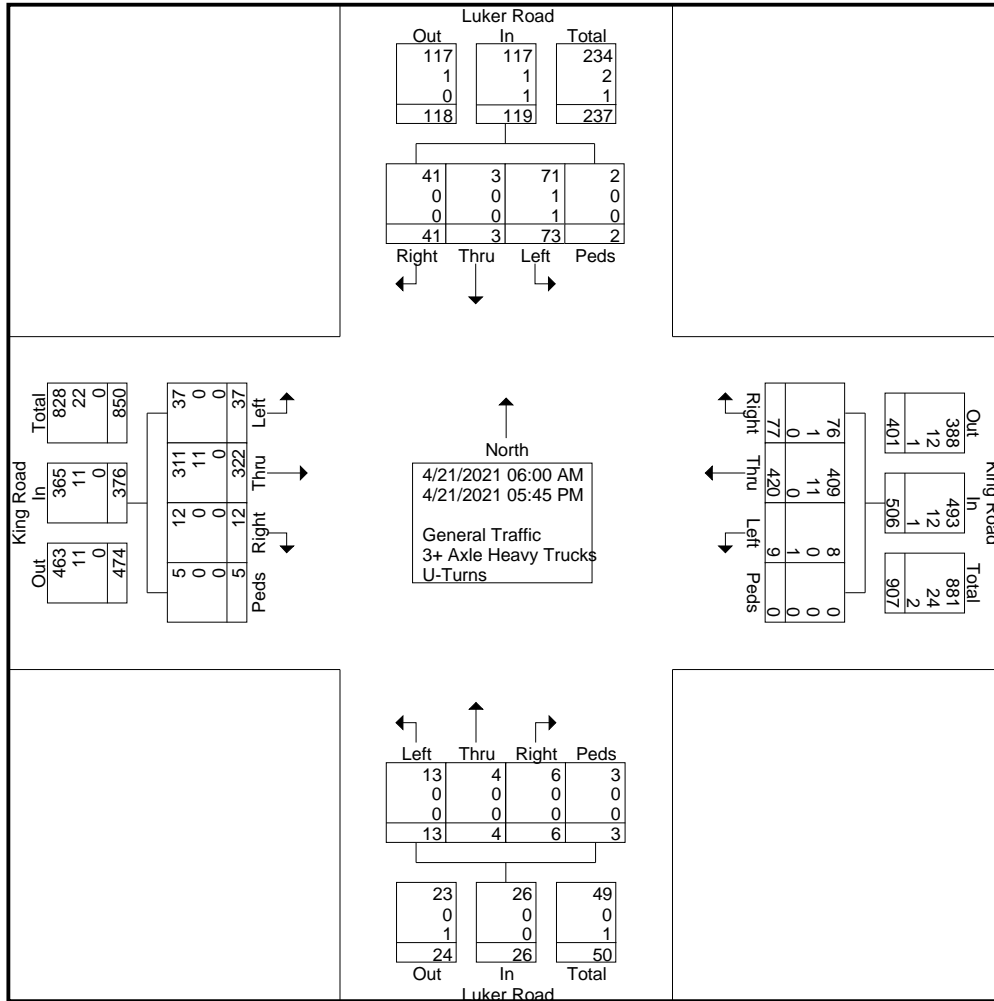 Luker Road
Out In Total
117 117 234
1 1 2
0 1 1
118 119 237
41 3 71 2
0 0 1 0
0 0 1 0
41 3 73 2
Right Thru Left Peds
King Road
Total In Out
828 365 463
22 11 11
0 0 0
850 376 474
37 311 12 5
0 11 0 0
0 0 0 0
37 322 12 5
Left Thru Right Peds
North
4/21/2021 06:00 AM
4/21/2021 05:45 PM
General Traffic
3+ Axle Heavy Trucks
U-Turns
Right Thru Left Peds
77 420 9 0
0 0 1 0
1 11 0 0
76 409 8 0
King Road
Out In Total
388 493 881
12 12 24
1 1 2
401 506 907
Left Thru Right Peds
13 4 6 3
0 0 0 0
0 0 0 0
13 4 6 3
23 26 49
0 0 0
1 0 1
24 26 50
Out In Total
Luker Road